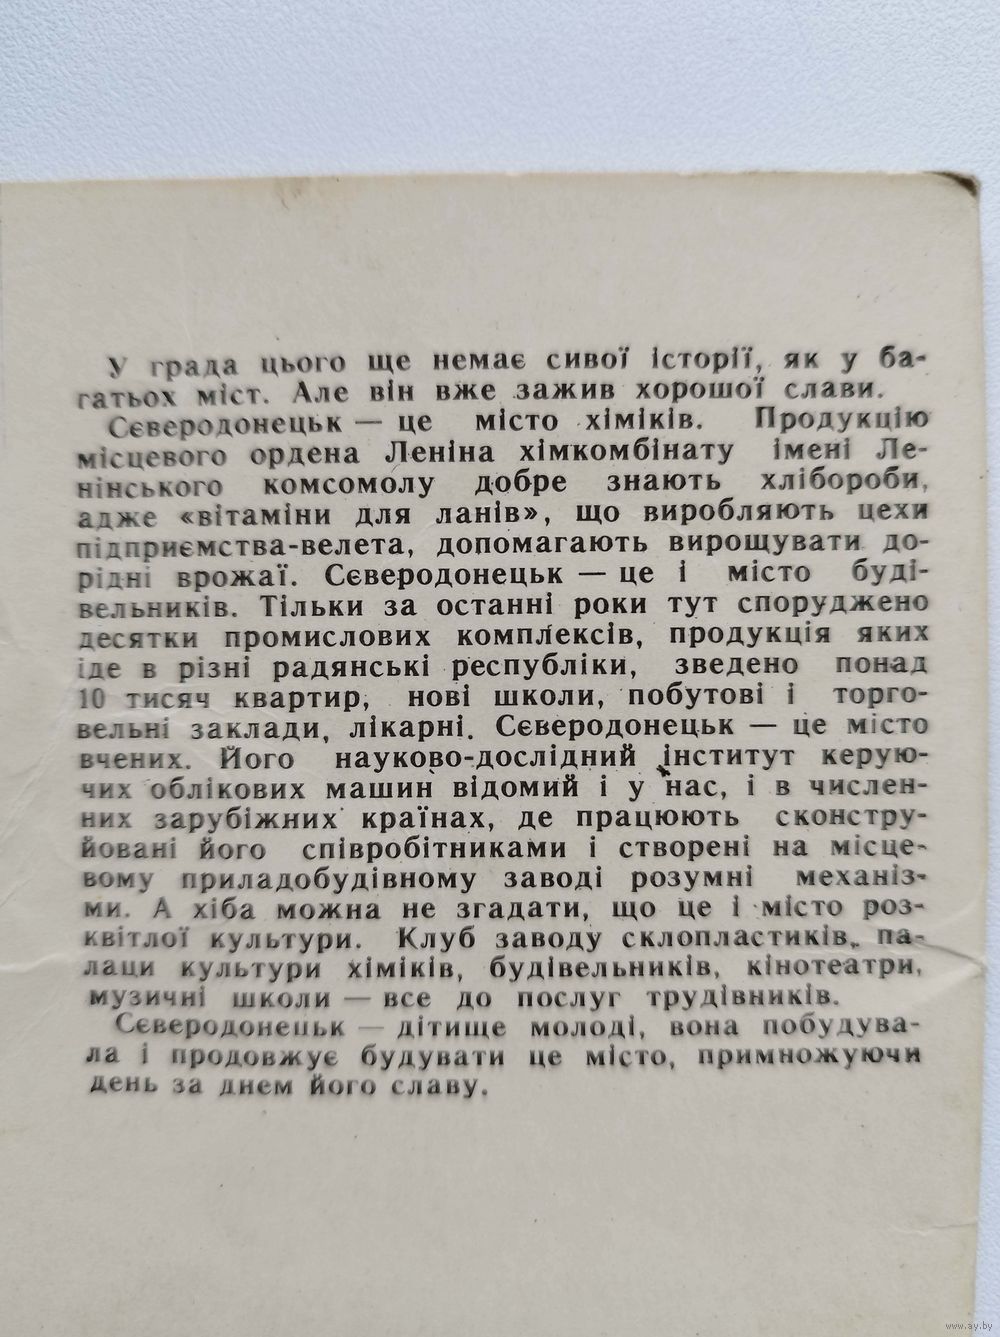 У града цього ще немає сивої історії, як у ба-
гатьох міст. Але він вже зажив хорошої слави.
Сєверодонецьк — це місто хіміків. Продукцію
місцевого ордена Леніна хімкомбінату імені Ле-
нінського комсомолу добре знають хлібороби,
адже «вітаміни для ланів», що виробляють цехи
підприємства-велета, допомагають вирощувати до-
рідні врожаї. Сєверодонецьк — це і місто буді-
вельників. Тільки за останні роки тут споруджено
десятки промислових комплексів, продукція яких
іде в різні радянські республіки, зведено понад
10 тисяч квартир, нові школи, побутові і торго-
вельні заклади, лікарні. Сєверодонецьк — це місто
вчених. Його науково-дослідний інститут керую-
чих облікових машин відомий і у нас, і в числен-
них зарубіжних країнах, де працюють сконстру-
йовані його співробітниками і створені на місце-
вому приладобудівному заводі розумні механіз-
ми. А хіба можна не згадати, що це і місто роз-
квітлої культури. Клуб заводу склопластиків, па-
лаци культури хіміків, будівельників, кінотеатри,
музичні школи — все до послуг трудівників.
Сєверодонецьк — дітище молоді, вона побудува-
ла і продовжує будувати це місто, примножуючи
день за днем його славу.
www.ay.by